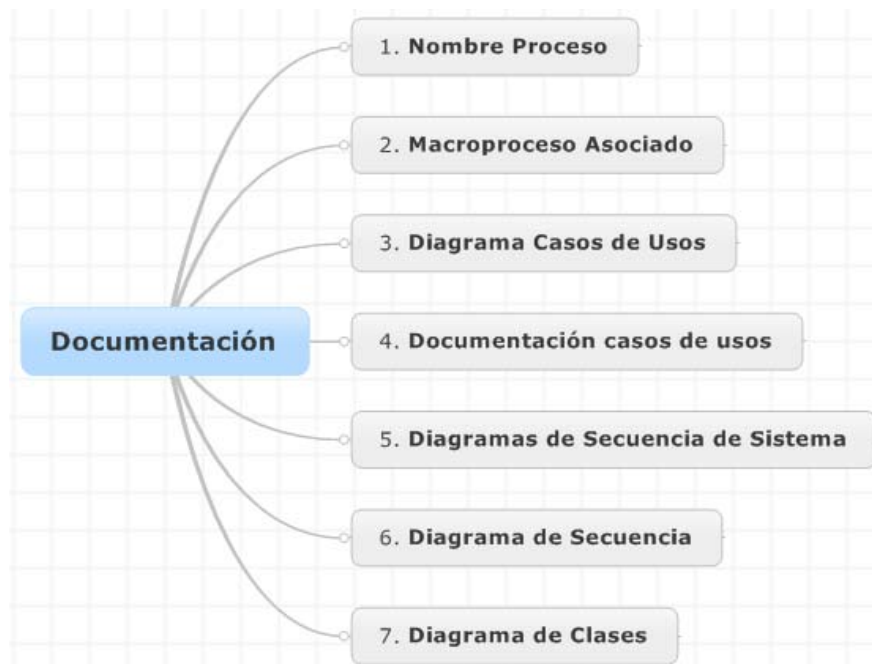 1. Nombre Proceso
2. Macroproceso Asociado
3. Diagrama Casos de Usos
Documentación
4. Documentación casos de usos
5. Diagramas de Secuencia de Sistema
6. Diagrama de Secuencia
7. Diagrama de Clases